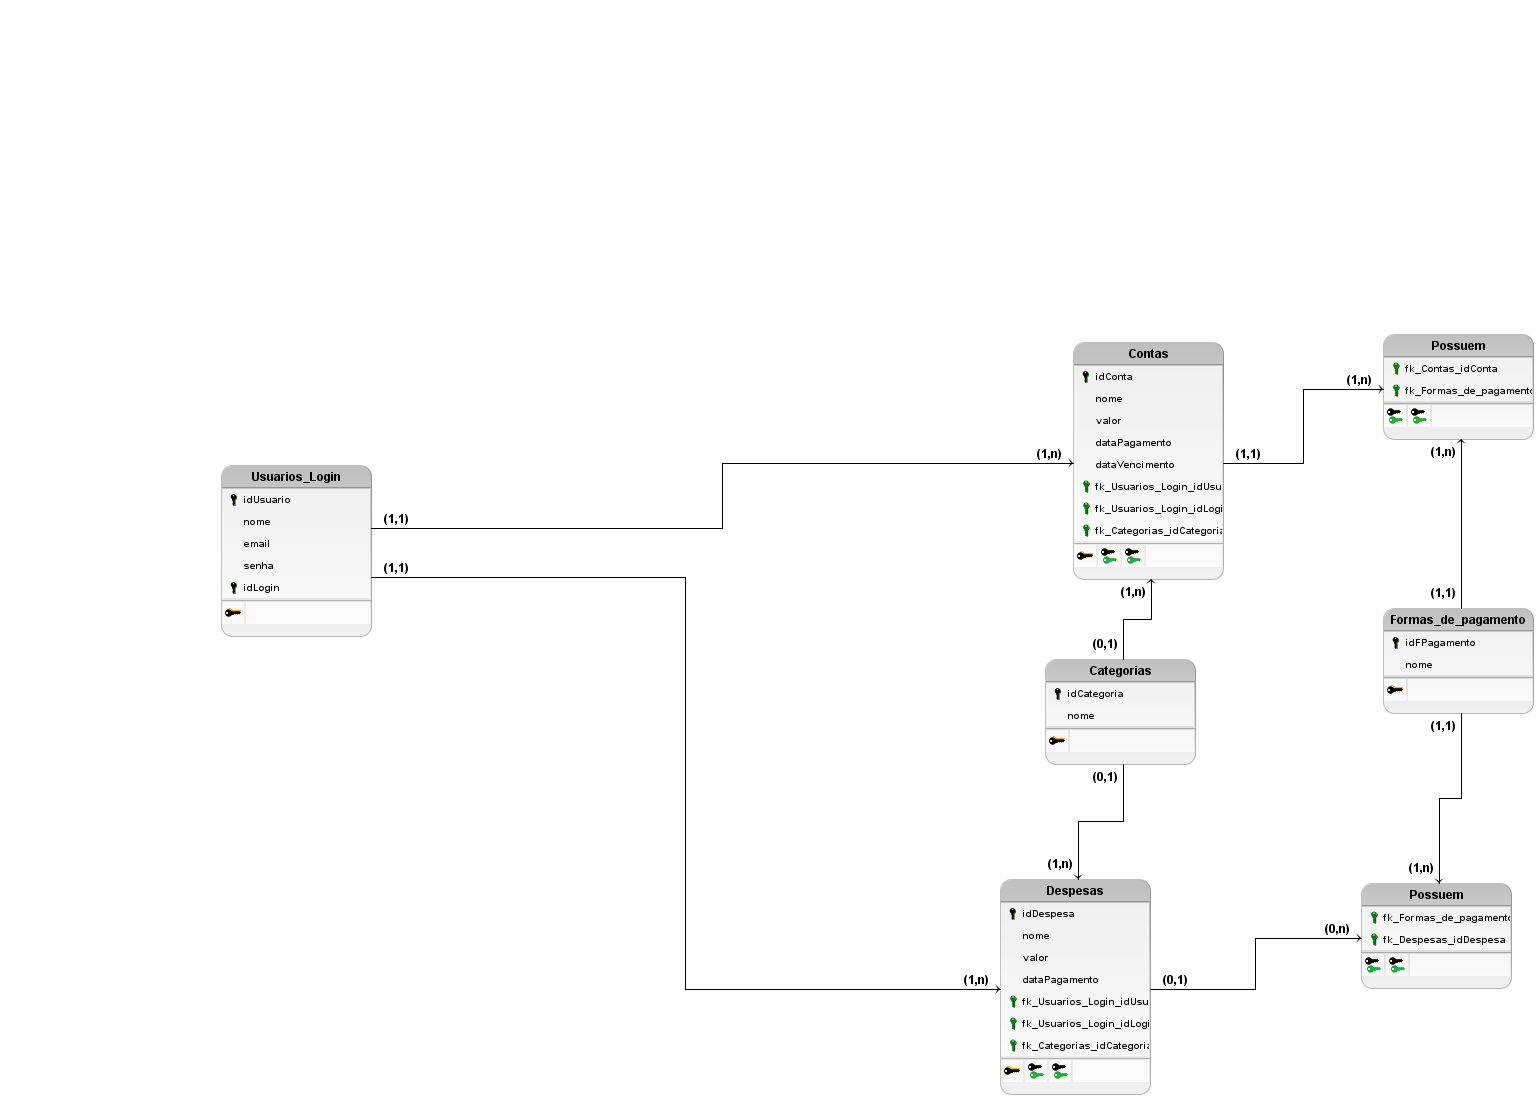 Usuarios_Login
idUsuario
nome
email
senha
idLogin
(1,1)
(1,1)
(1,n)
Contas
idConta
nome
valor
dataPagamento
dataVencimento
fk_Usuarios_Login_idUsu
fk_Usuarios_Login_idLogi
fk_Categorias_idCategoria
(1,1)
(1,n)
Possuem
fk_Contas_idConta
fk_Formas_de_pagamento
(1,n)
(1,1)
Formas_de_pagamento
idFPagamento
nome
(1,1)
(1,n)
(1,n)
(0,1)
Categorias
idCategoria
nome
(0,1)
(1,n)
(1,n)
Despesas
idDespesa
nome
valor
dataPagamento
fk_Usuarios_Login_idUsu
fk_Usuarios_Login_idLogi
fk_Categorias_idCategoria
(0,1)
(0,n)
Possuem
fk_Formas_de_pagamento
fk_Despesas_idDespesa